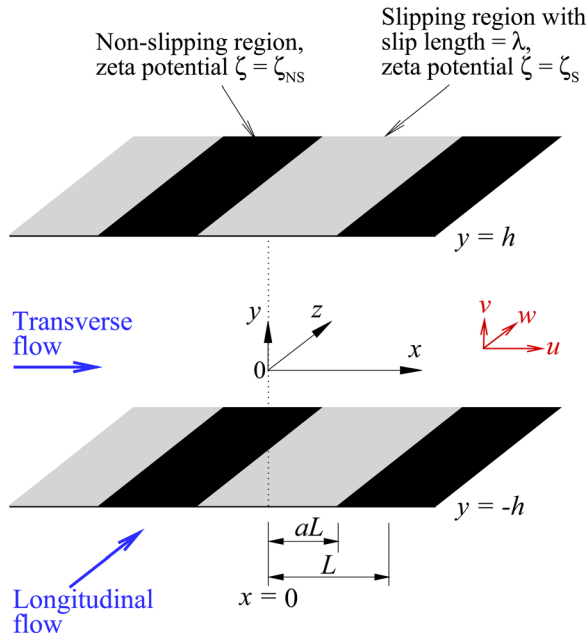 Non-slipping region,
zeta potential ζ = ζNS
Slipping region with
slip length = λ,
zeta potential ζ = ζS
y = h
Transverse
flow
y
z
x
0
v
w
u
y = -h
aL
L
x = 0
Longitudinal
flow